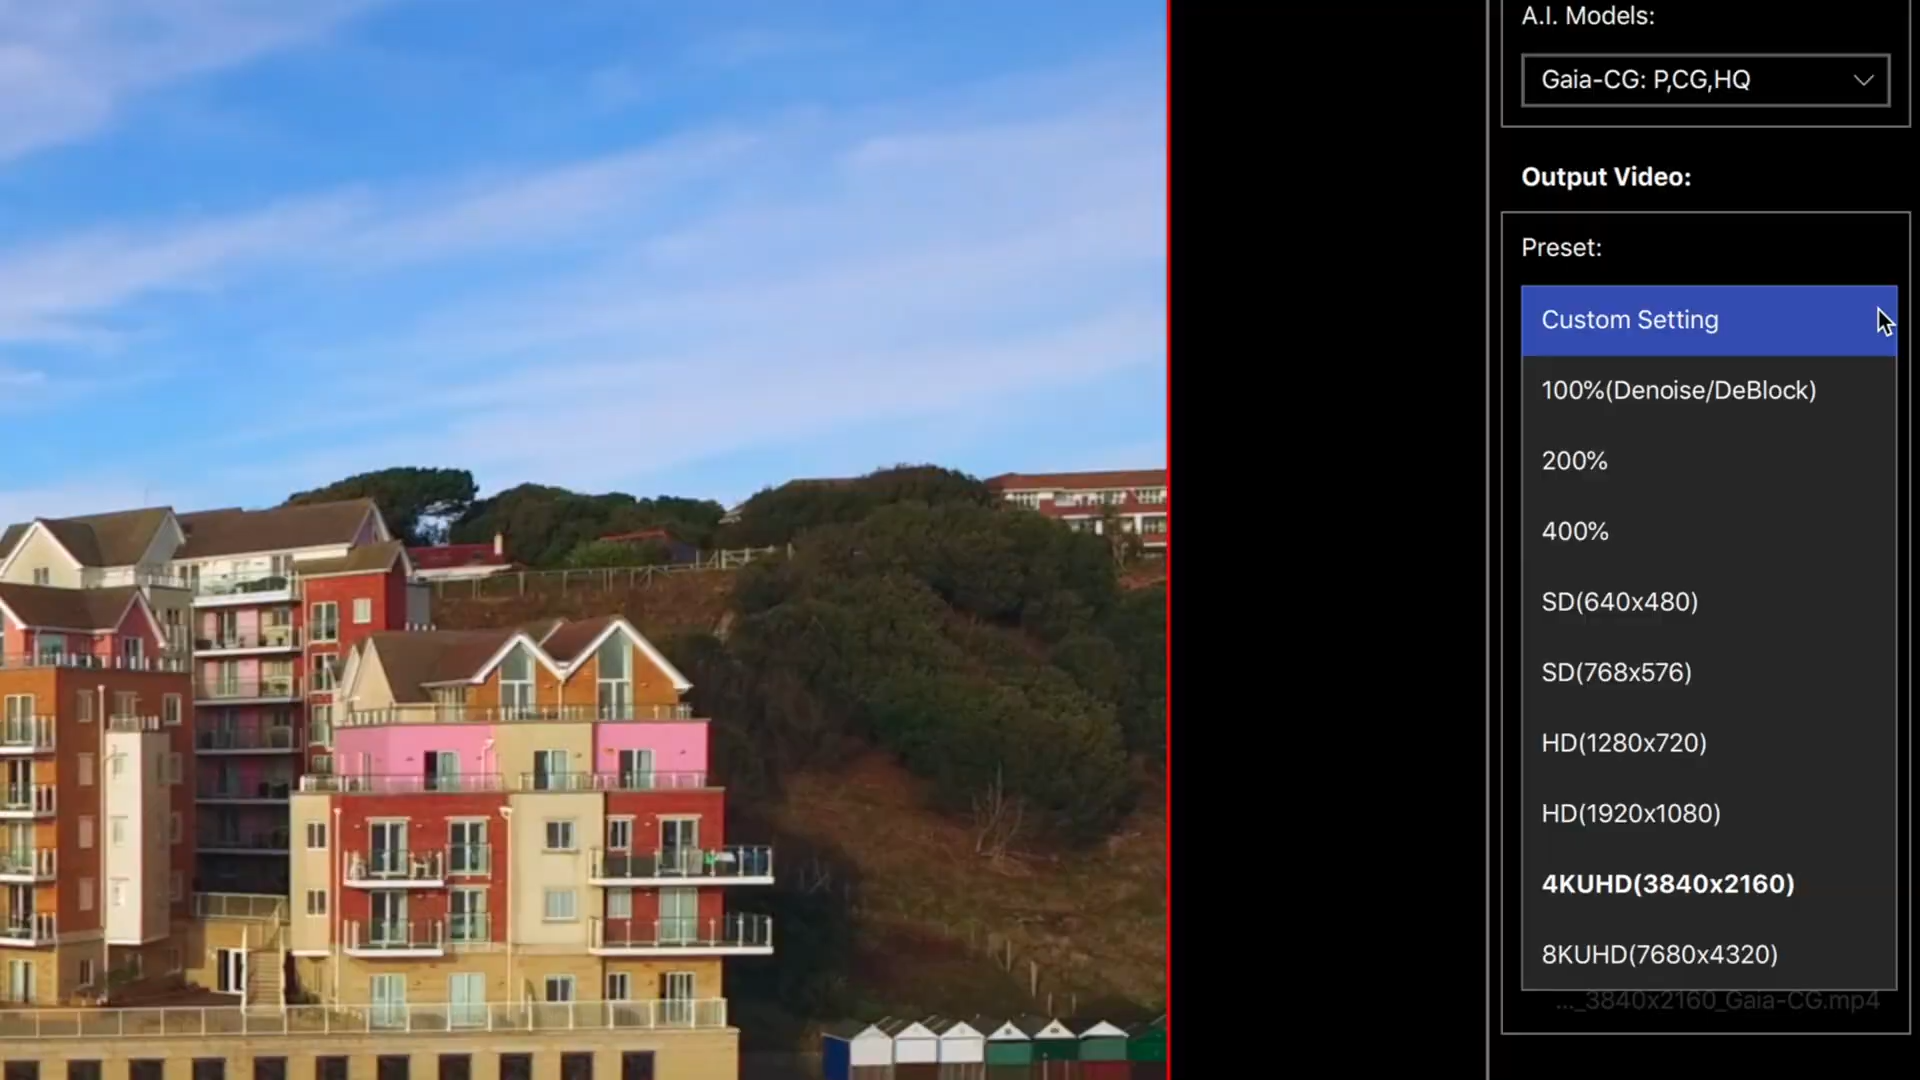 A.I. Models:
Gaia-CG: P,CG,HQ
Output Video:
Preset:
Custom Setting
100%(Denoise/DeBlock)
200%
400%
SD(640x480)
SD(768x576)
HD(1280x720)
HD(1920x1080)
4KUHD(3840x2160)
8KUHD(7680x4320)
..._3840x2160_Gaia-CG.mp4